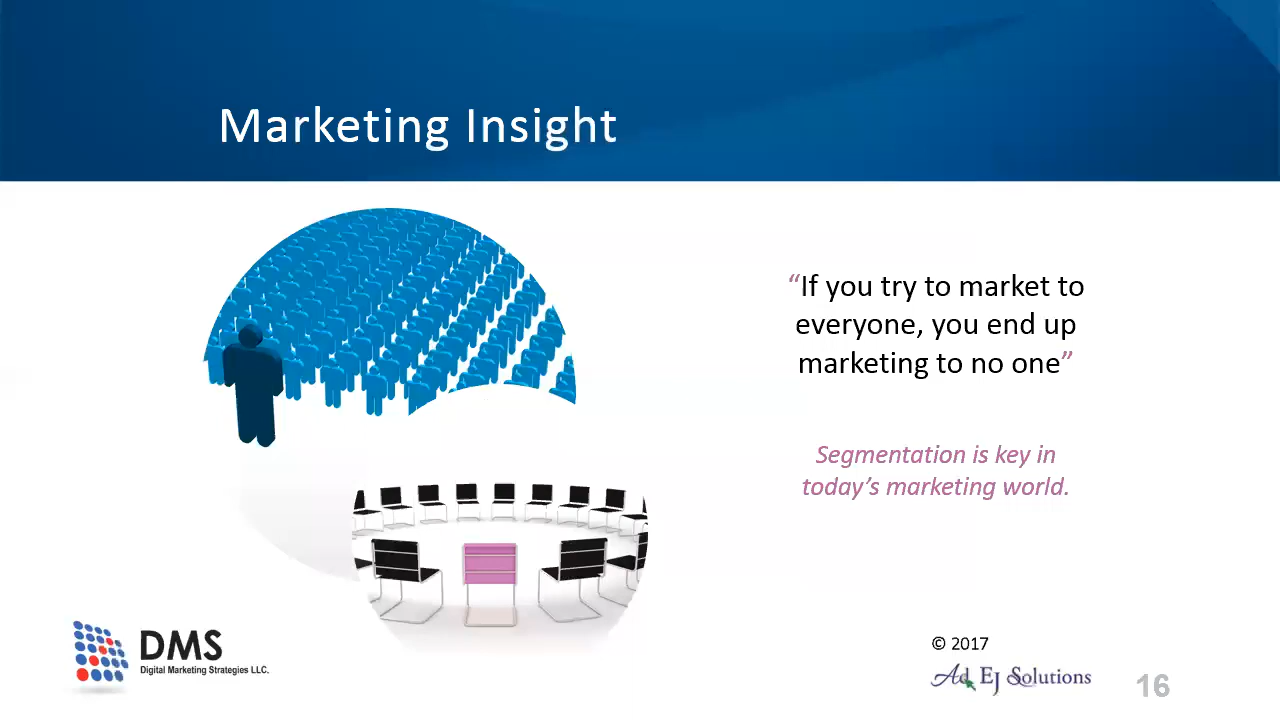 Marketing Insight
“If you try to market to
everyone, you end up
marketing to no one”
Segmentation is key in
today’s marketing world.
DMS
Digital Marketing Strategies LLC.
© 2017
Ad EJ Solutions
16